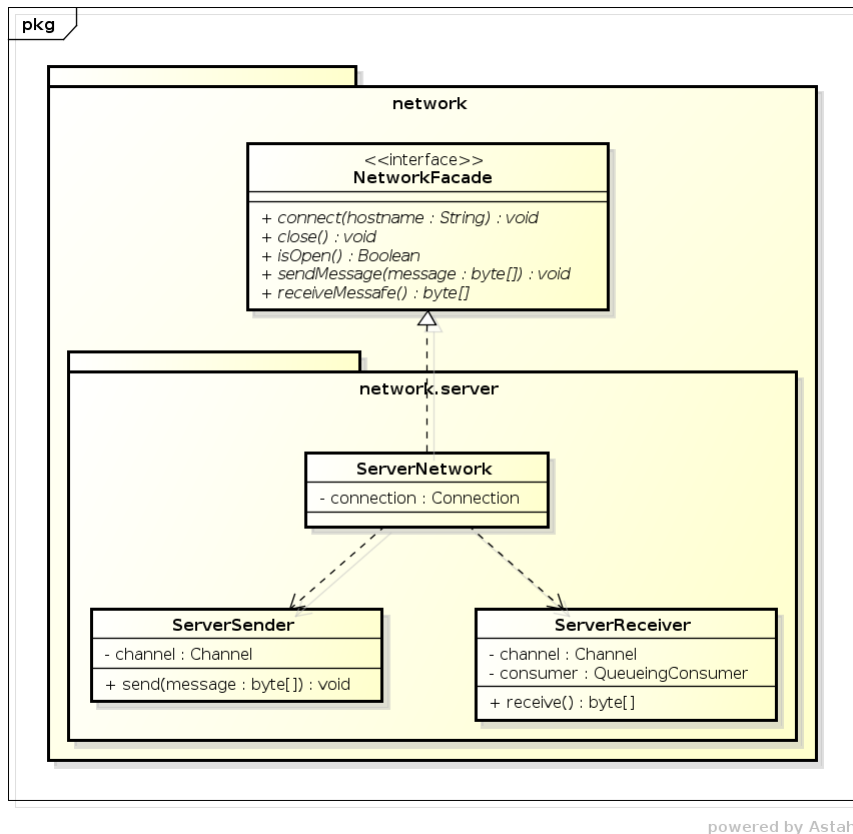 pkg
network
<<interface>>
NetworkFacade
+ connect(hostname : String) : void
+ close() : void
+ isOpen() : Boolean
+ sendMessage(message : byte[]) : void
+ receiveMessafe() : byte[]
network.server
ServerNetwork
- connection : Connection
ServerSender
- channel : Channel
+ send(message : byte[]) : void
ServerReceiver
- channel : Channel
- consumer : QueueingConsumer
+ receive() : byte[]
powered by Astah